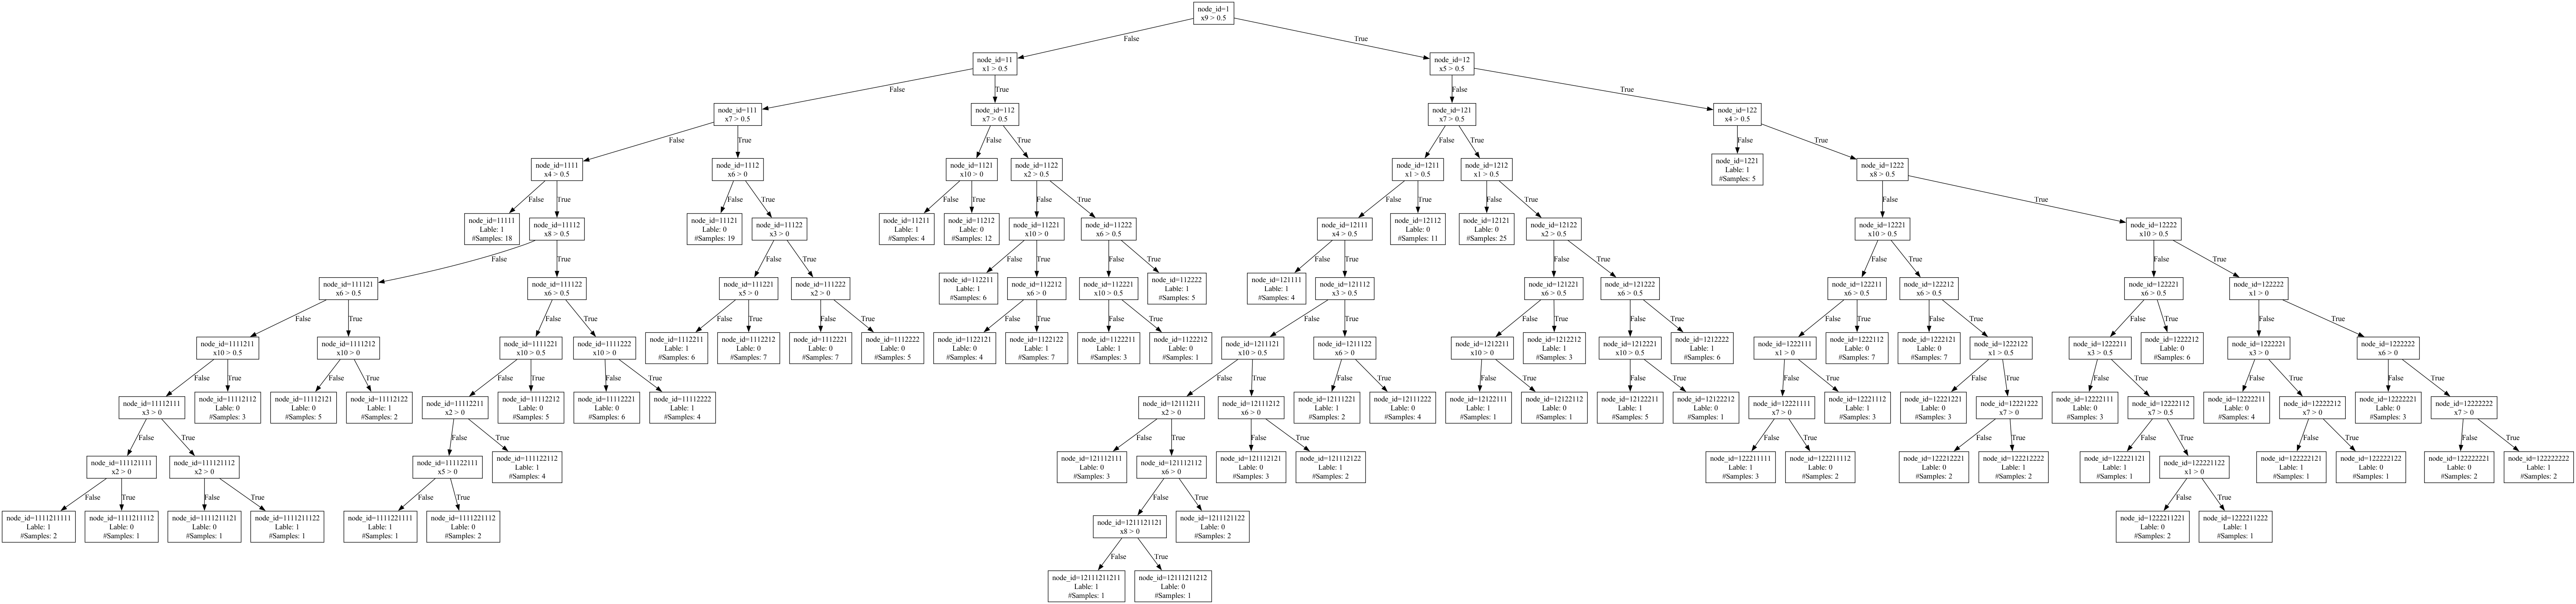 node_id=1
x9 > 0.5
False
True
node_id=11
x1 > 0.5
node_id=12
x5 > 0.5
False
True
False
True
node_id=111
x7 > 0.5
node_id=112
x7 > 0.5
node_id=121
x7 > 0.5
node_id=122
x4 > 0.5
False
True
False
True
False
True
False
True
node_id=1111
x4 > 0.5
node_id=1112
x6 > 0
node_id=1121
x10 > 0
node_id=1122
x2 > 0.5
node_id=1211
x1 > 0.5
node_id=1212
x1 > 0.5
node_id=1221
Lable: 1
#Samples: 5
node_id=1222
x8 > 0.5
False
True
False
True
False
True
False
True
False
True
False
True
False
True
node_id=11111
Lable: 1
#Samples: 18
node_id=11112
x8 > 0.5
node_id=11121
Lable: 0
#Samples: 19
node_id=11122
x3 > 0
node_id=11211
Lable: 1
#Samples: 4
node_id=11212
Lable: 0
#Samples: 12
node_id=11221
x10 > 0
node_id=11222
x6 > 0.5
node_id=12111
x4 > 0.5
node_id=12112
Lable: 0
#Samples: 11
node_id=12121
Lable: 0
#Samples: 25
node_id=12122
x2 > 0.5
node_id=12221
x10 > 0.5
node_id=12222
x10 > 0.5
False
True
False
True
False
True
False
True
False
True
False
True
False
True
False
True
node_id=111121
x6 > 0.5
node_id=111122
x6 > 0.5
node_id=111221
x5 > 0
node_id=111222
x2 > 0
node_id=112211
Lable: 1
#Samples: 6
node_id=112212
x6 > 0
node_id=112221
x10 > 0.5
node_id=112222
Lable: 1
#Samples: 5
node_id=121111
Lable: 1
#Samples: 4
node_id=121112
x3 > 0.5
node_id=121221
x6 > 0.5
node_id=121222
x6 > 0.5
node_id=122211
x6 > 0.5
node_id=122212
x6 > 0.5
node_id=122221
x6 > 0.5
node_id=122222
x1 > 0
False
True
False
True
False
True
False
True
False
True
False
True
False
True
False
True
False
True
False
True
False
True
False
True
False
True
node_id=1111211
x10 > 0.5
node_id=1111212
x10 > 0
node_id=1111221
x10 > 0.5
node_id=1111222
x10 > 0
node_id=1112211
Lable: 1
#Samples: 6
node_id=1112212
Lable: 0
#Samples: 7
node_id=1112221
Lable: 0
#Samples: 7
node_id=1112222
Lable: 0
#Samples: 5
node_id=1122121
Lable: 0
#Samples: 4
node_id=1122122
Lable: 1
#Samples: 7
node_id=1122211
Lable: 1
#Samples: 3
node_id=1122212
Lable: 0
#Samples: 1
node_id=1211121
x10 > 0.5
node_id=1211122
x6 > 0
node_id=1212211
x10 > 0
node_id=1212212
Lable: 1
#Samples: 3
node_id=1212221
x10 > 0.5
node_id=1212222
Lable: 1
#Samples: 6
node_id=1222111
x1 > 0
node_id=1222112
Lable: 0
#Samples: 7
node_id=1222121
Lable: 0
#Samples: 7
node_id=1222122
x1 > 0.5
node_id=1222211
x3 > 0.5
node_id=1222212
Lable: 0
#Samples: 6
node_id=1222221
x3 > 0
node_id=1222222
x6 > 0
False
True
False
True
False
True
False
True
False
True
False
True
False
True
False
True
False
True
False
True
False
True
False
True
False
True
node_id=11112111
x3 > 0
node_id=11112112
Lable: 0
#Samples: 3
node_id=11112121
Lable: 0
#Samples: 5
node_id=11112122
Lable: 1
#Samples: 2
node_id=11112211
x2 > 0
node_id=11112212
Lable: 0
#Samples: 5
node_id=11112221
Lable: 0
#Samples: 6
node_id=11112222
Lable: 1
#Samples: 4
node_id=12111211
x2 > 0
node_id=12111212
x6 > 0
node_id=12111221
Lable: 1
#Samples: 2
node_id=12111222
Lable: 0
#Samples: 4
node_id=12122111
Lable: 1
#Samples: 1
node_id=12122112
Lable: 0
#Samples: 1
node_id=12122211
Lable: 1
#Samples: 5
node_id=12122212
Lable: 0
#Samples: 1
node_id=12221111
x7 > 0
node_id=12221112
Lable: 1
#Samples: 3
node_id=12221221
Lable: 0
#Samples: 3
node_id=12221222
x7 > 0
node_id=12222111
Lable: 0
#Samples: 3
node_id=12222112
x7 > 0.5
node_id=12222211
Lable: 0
#Samples: 4
node_id=12222212
x7 > 0
node_id=12222221
Lable: 0
#Samples: 3
node_id=12222222
x7 > 0
False
True
False
True
False
True
False
True
False
True
False
True
False
True
False
True
False
True
False
True
node_id=111121111
x2 > 0
node_id=111121112
x2 > 0
node_id=111122111
x5 > 0
node_id=111122112
Lable: 1
#Samples: 4
node_id=121112111
Lable: 0
#Samples: 3
node_id=121112112
x6 > 0
node_id=121112121
Lable: 0
#Samples: 3
node_id=121112122
Lable: 1
#Samples: 2
node_id=122211111
Lable: 1
#Samples: 3
node_id=122211112
Lable: 0
#Samples: 2
node_id=122212221
Lable: 0
#Samples: 2
node_id=122212222
Lable: 1
#Samples: 2
node_id=122221121
Lable: 1
#Samples: 1
node_id=122221122
x1 > 0
node_id=122222121
Lable: 1
#Samples: 1
node_id=122222122
Lable: 0
#Samples: 1
node_id=122222221
Lable: 0
#Samples: 2
node_id=122222222
Lable: 1
#Samples: 2
False
True
False
True
False
True
False
True
False
True
node_id=1111211111
Lable: 1
#Samples: 2
node_id=1111211112
Lable: 0
#Samples: 1
node_id=1111211121
Lable: 0
#Samples: 1
node_id=1111211122
Lable: 1
#Samples: 1
node_id=1111221111
Lable: 1
#Samples: 1
node_id=1111221112
Lable: 0
#Samples: 2
node_id=1211121121
x8 > 0
node_id=1211121122
Lable: 0
#Samples: 2
node_id=1222211221
Lable: 0
#Samples: 2
node_id=1222211222
Lable: 1
#Samples: 1
False
True
node_id=12111211211
Lable: 1
#Samples: 1
node_id=12111211212
Lable: 0
#Samples: 1